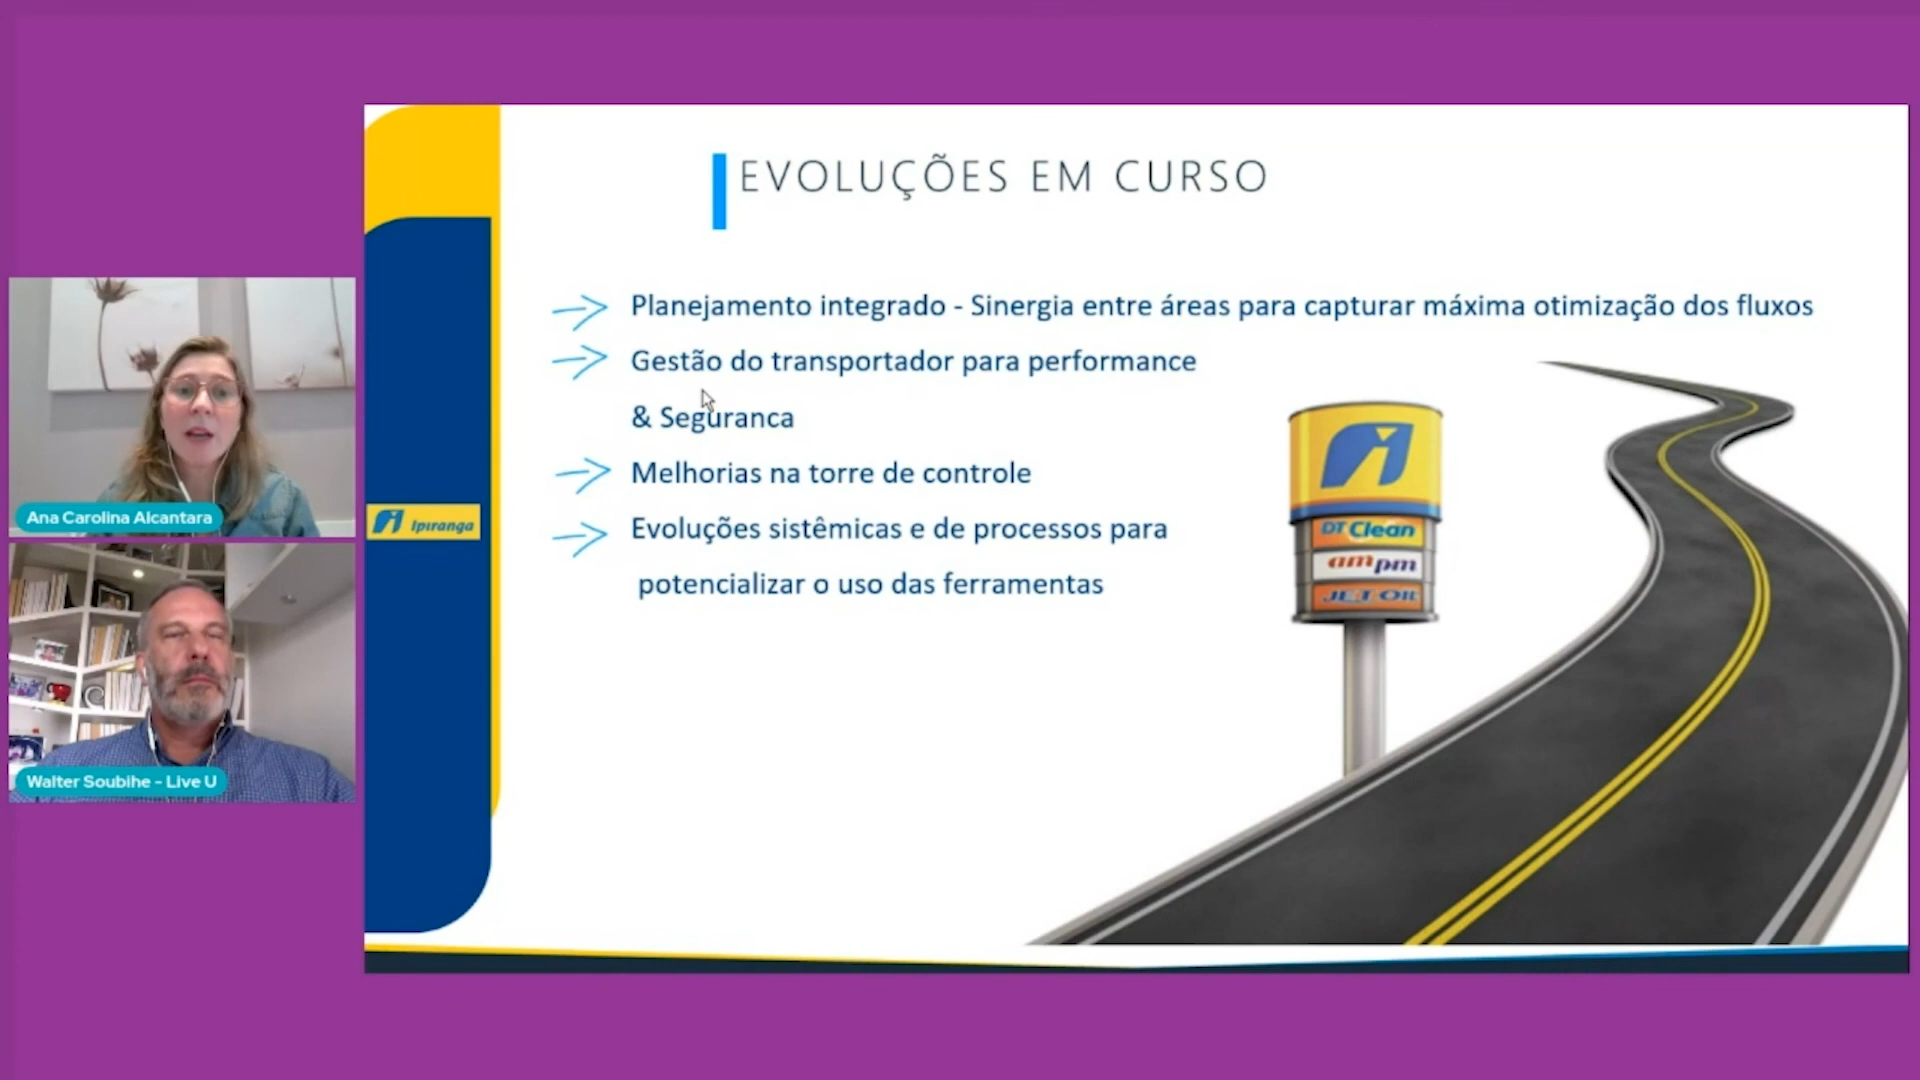 EVOLUÇÕES EM CURSO
Planejamento integrado - Sinergia entre áreas para capturar máxima otimização dos fluxos
Gestão do transportador para performance
& Seguranca
Melhorias na torre de controle
Evoluções sistêmicas e de processos para
potencializar o uso das ferramentas
Ipiranga
DT Clean
am pm
JET OIL
Ana Carolina Alcantara
Walter Soubihe - Live U